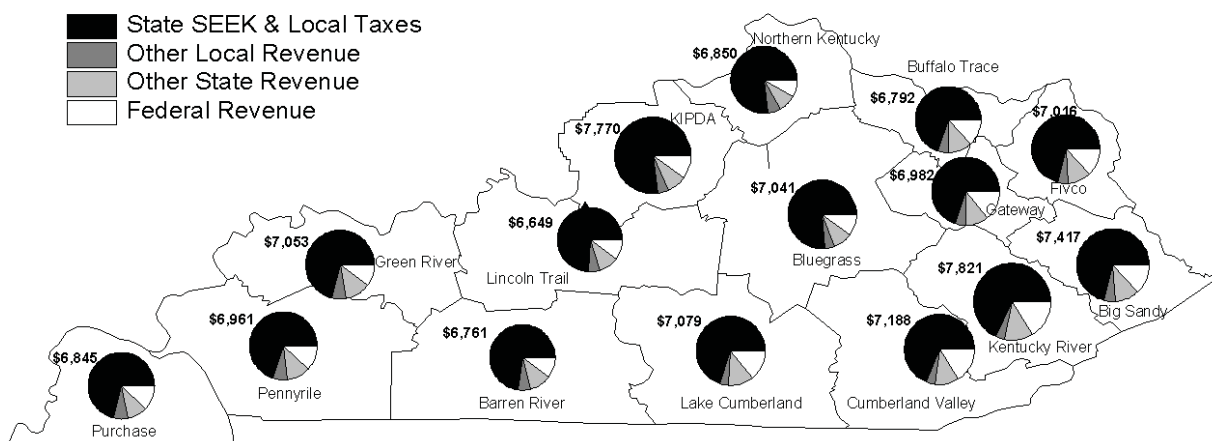 State SEEK & Local Taxes
Other Local Revenue
Other State Revenue
Federal Revenue
Northern Kentucky
$6,850
Buffalo Trace
$6,792
$7,016
Fivco
KIPDA
$7,770
$6,982
Gateway
$7,041
Bluegrass
$6,649
Lincoln Trail
$7,053
Green River
$7,417
Big Sandy
$7,821
Kentucky River
$6,961
Pennyrile
$6,761
Barren River
$7,079
Lake Cumberland
$7,188
Cumberland Valley
$6,845
Purchase